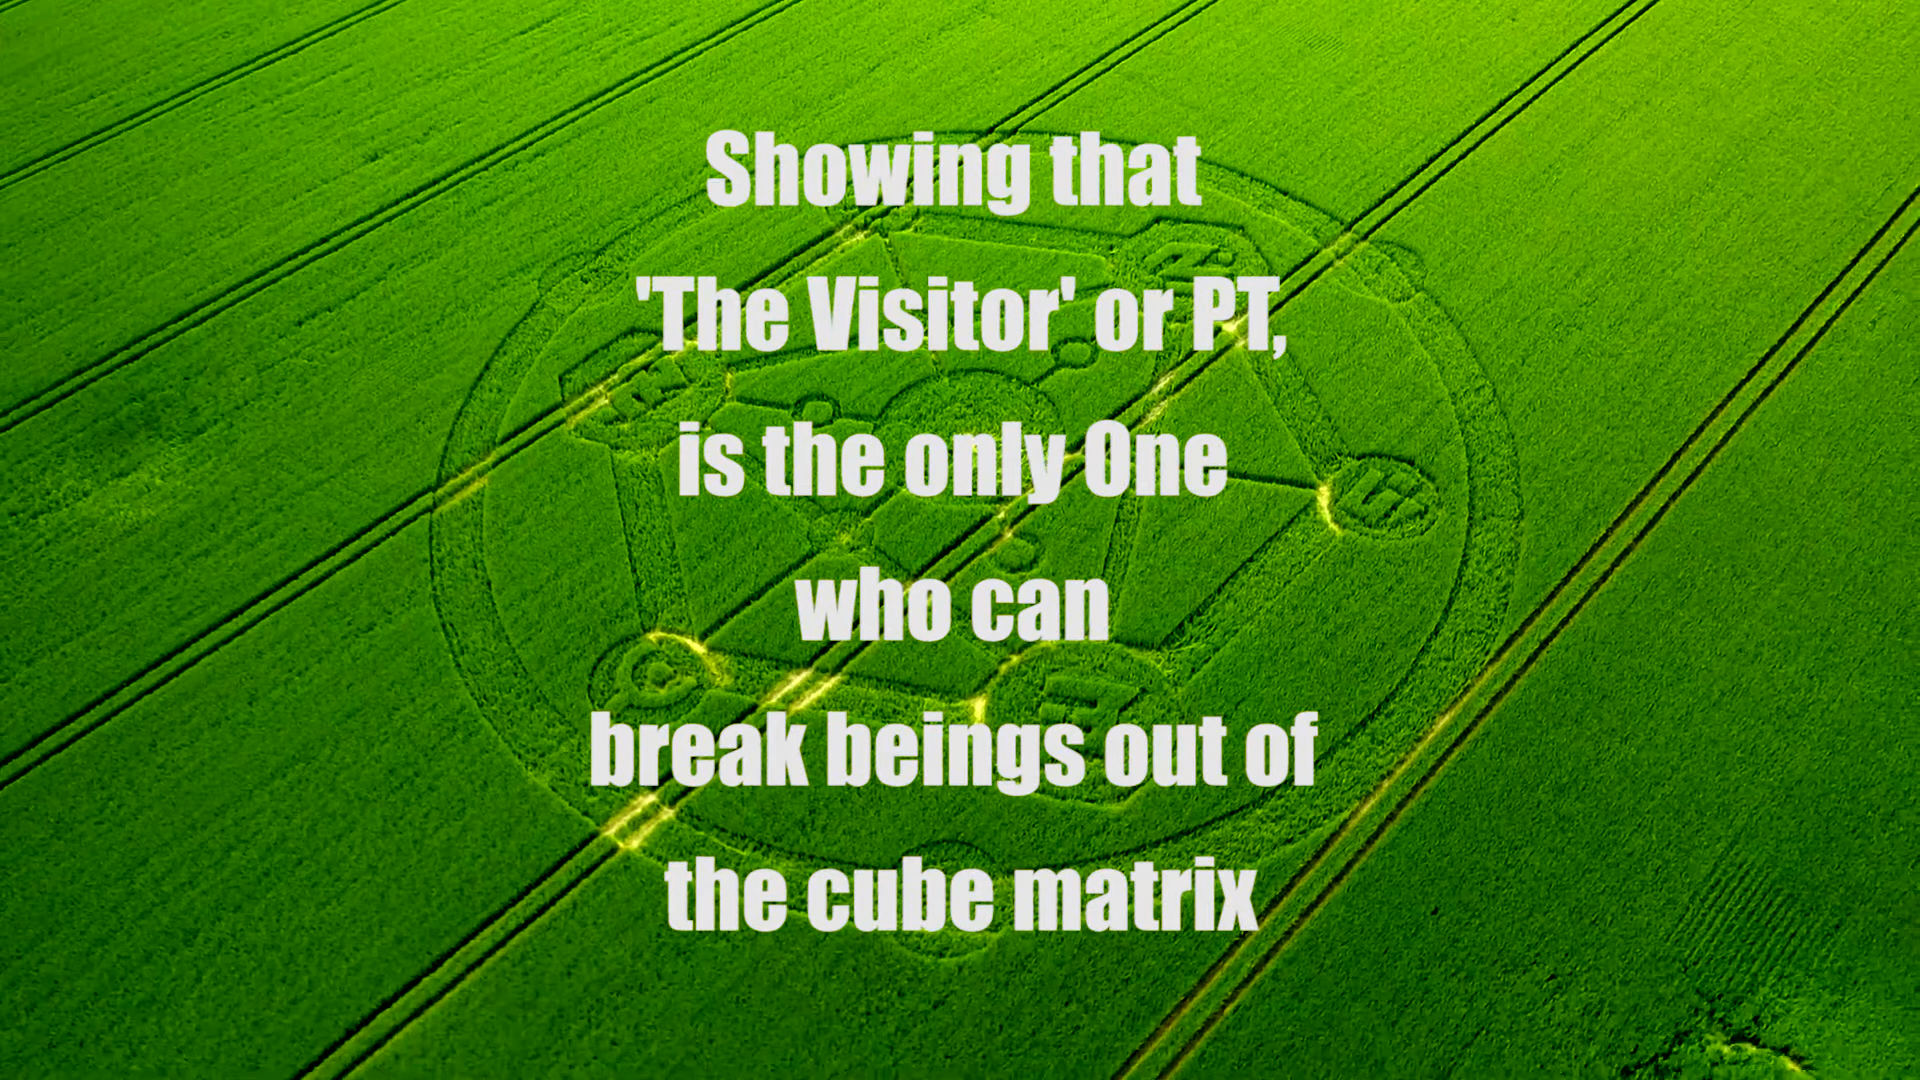 Showing that
'The Visitor' or PT,
is the only One
who can
break beings out of
the cube matrix